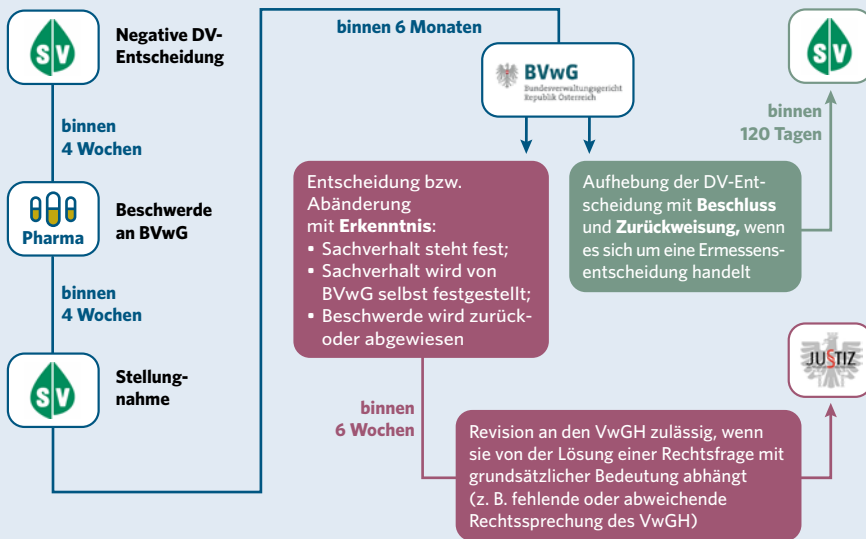 SV
Negative DV-
Entscheidung
binnen
4 Wochen
Pharma
Beschwerde
an BVwG
binnen
4 Wochen
SV
Stellung-
nahme
binnen 6 Monaten
BVwG
Bundesverwaltungsgericht
Republik Österreich
SV
binnen
120 Tagen
Entscheidung bzw.
Abänderung
mit Erkenntnis:
▪ Sachverhalt steht fest;
▪ Sachverhalt wird von
BVwG selbst festgestellt;
▪ Beschwerde wird zurück-
oder abgewiesen
Aufhebung der DV-Ent-
scheidung mit Beschluss
und Zurückweisung, wenn
es sich um eine Ermessens-
entscheidung handelt
JU§TIZ
binnen
6 Wochen
Revision an den VwGH zulässig, wenn
sie von der Lösung einer Rechtsfrage mit
grundsätzlicher Bedeutung abhängt
(z. B. fehlende oder abweichende
Rechtssprechung des VwGH)